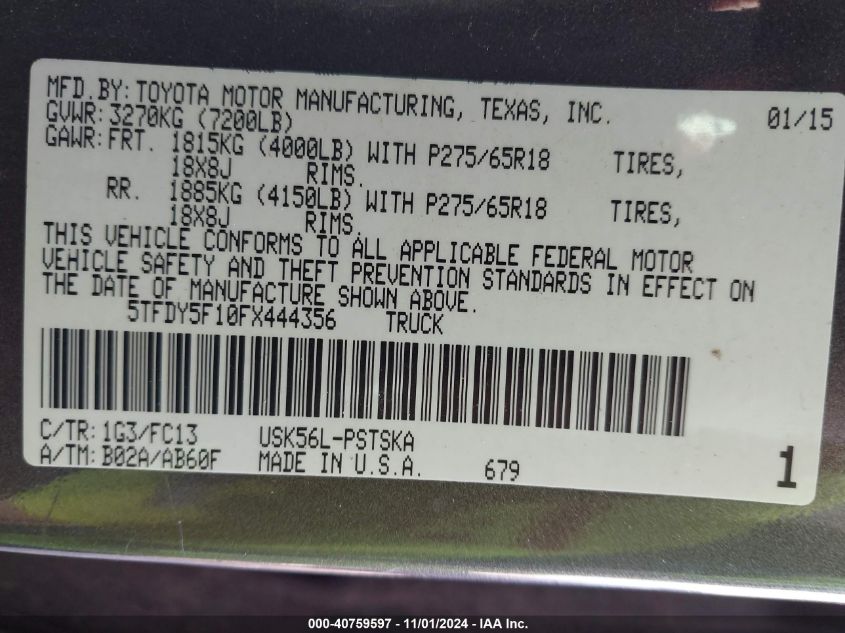 MFD.BY:TOYOTA MOTOR MANUFACTURING, TEXAS, INC. 01/15
GVWR:3270KG (7200LB)
GAWR:FRT. 1815KG (4000LB) WITH P275/65R18 TIRES,
18X8J RIMS.
RR. 1885KG (4150LB) WITH P275/65R18 TIRES,
18X8J RIMS.
THIS VEHICLE CONFORMS TO ALL APPLICABLE FEDERAL MOTOR
VEHICLE SAFETY AND THEFT PREVENTION STANDARDS IN EFFECT ON
THE DATE OF MANUFACTURE SHOWN ABOVE.
5TFDY5F10FX444356 TRUCK
C/TR:1G3/FC13 USK56L-PSTSKA
A/TM:B02A/AB60F MADE IN U.S.A. 679 1
000-40759597 - 11/01/2024 - IAA Inc.